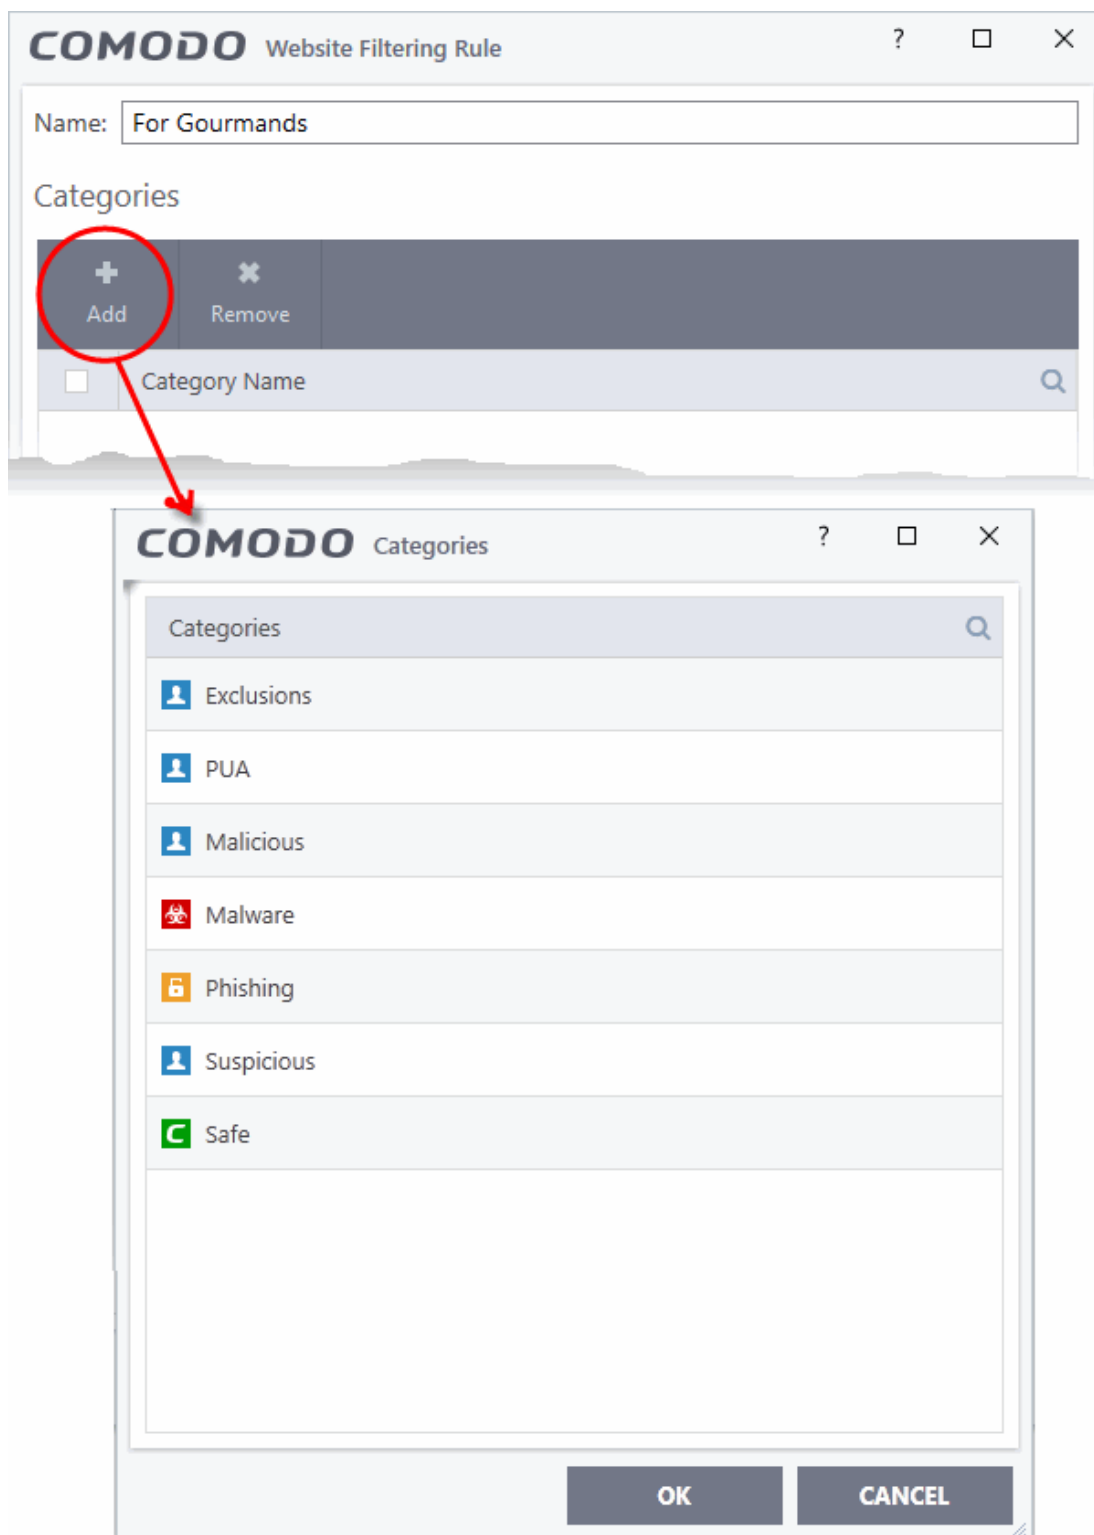 COMODO Website Filtering Rule ?
Name: For Gourmands
Categories
Add Remove
Category Name
COMODO Categories ?
Categories
Exclusions
PUA
Malicious
Malware
Phishing
Suspicious
C Safe
OK CANCEL